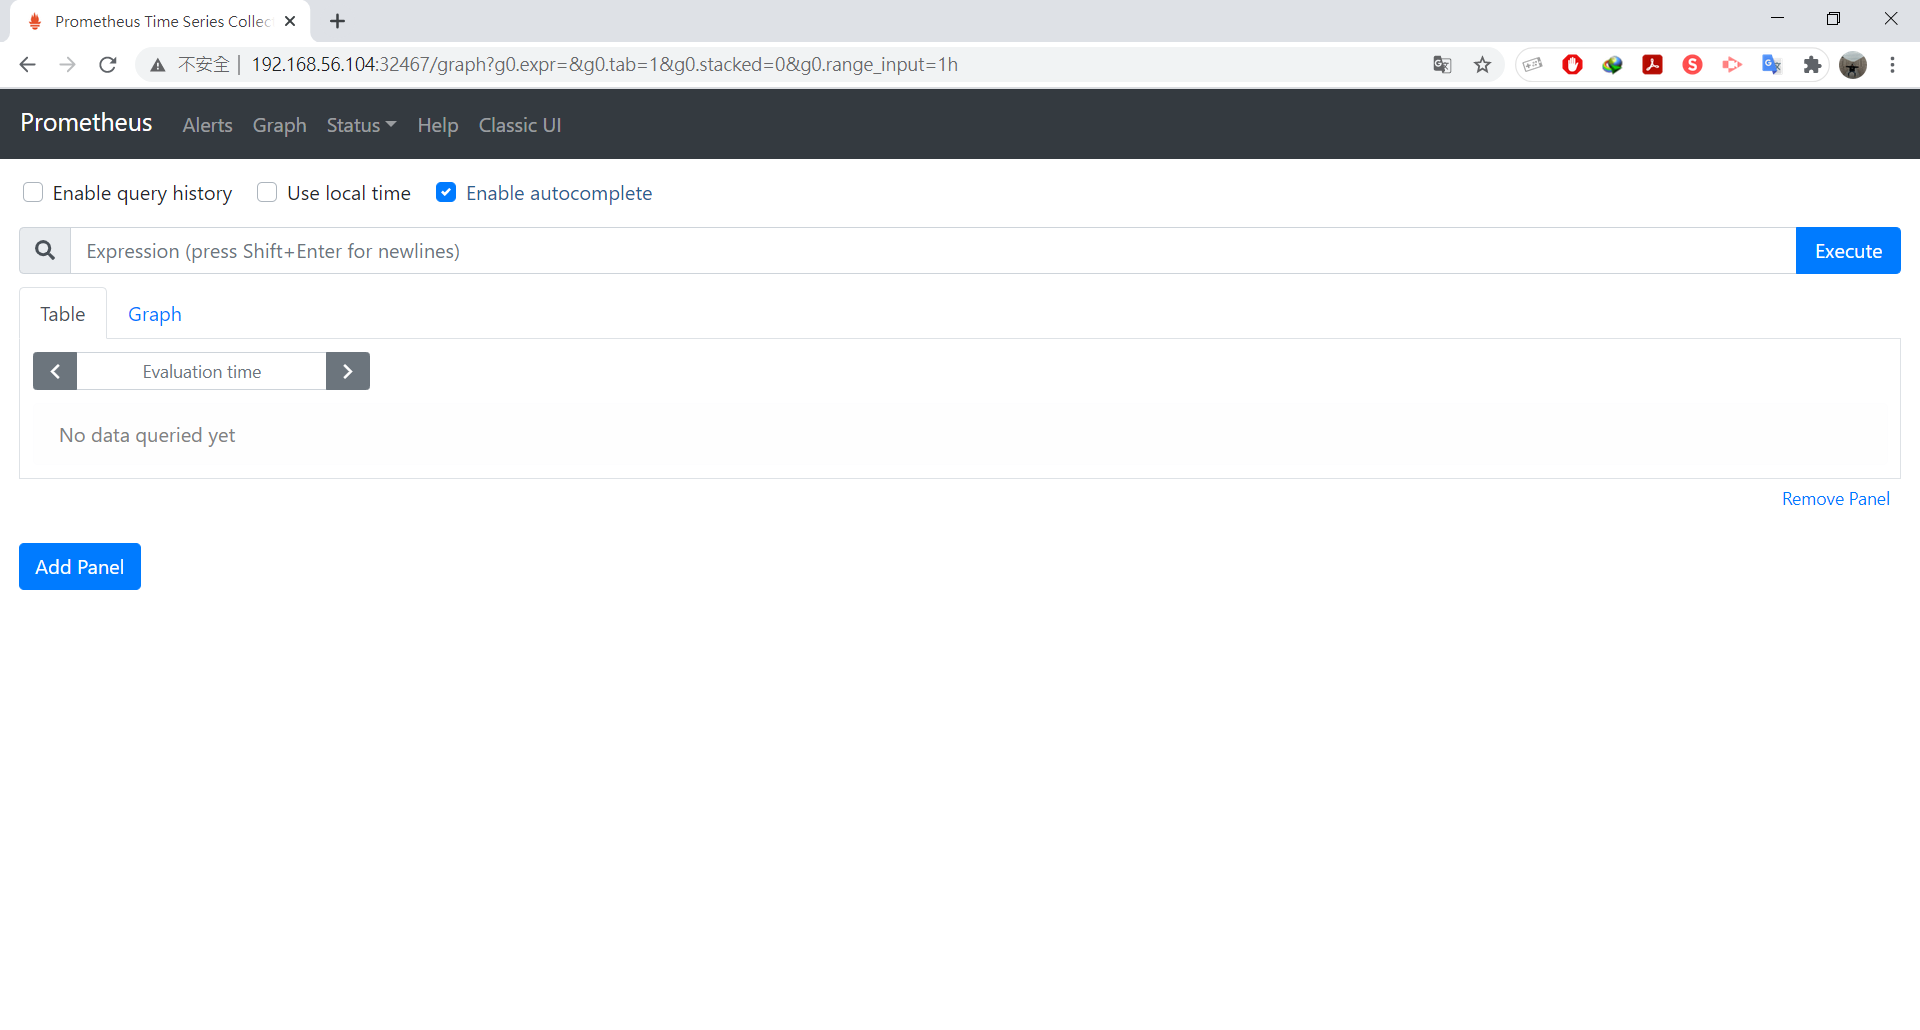 Prometheus Time Series Collec
不安全 | 192.168.56.104:32467/graph?g0.expr=&g0.tab=1&g0.stacked=0&g0.range_input=1h
Prometheus Alerts Graph Status Help Classic UI
Enable query history Use local time Enable autocomplete
Expression (press Shift+Enter for newlines) Execute
Table Graph
Evaluation time
No data queried yet
Remove Panel
Add Panel